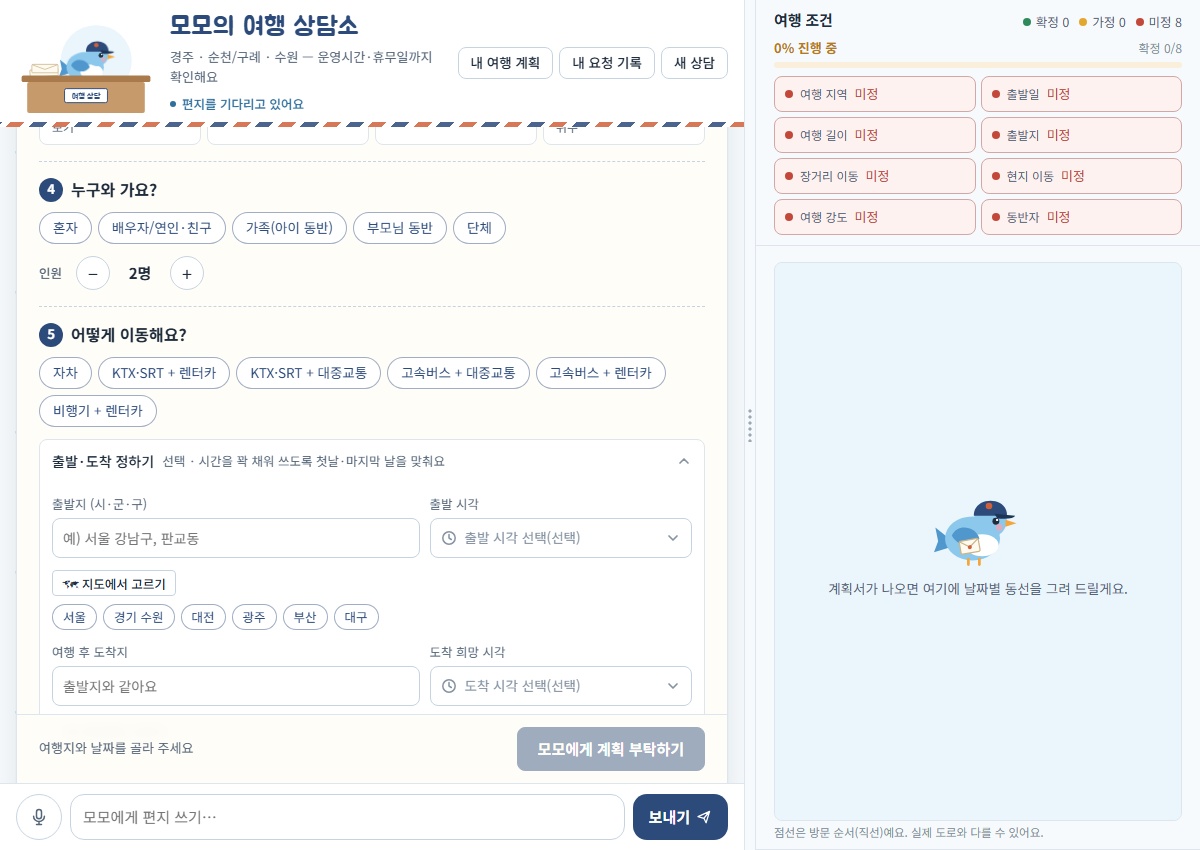 모모의 여행 상담소
경주 · 순천/구례 · 수원 — 운영시간·휴무일까지
확인해요
편지를 기다리고 있어요
여행 상담
내 여행 계획
내 요청 기록
새 상담
4 누구와 가요?
혼자
배우자/연인·친구
가족(아이 동반)
부모님 동반
단체
인원 − 2명 +
5 어떻게 이동해요?
자차
KTX·SRT + 렌터카
KTX·SRT + 대중교통
고속버스 + 대중교통
고속버스 + 렌터카
비행기 + 렌터카
출발·도착 정하기 선택 · 시간을 꽉 채워 쓰도록 첫날·마지막 날을 맞춰요
출발지 (시·군·구)
출발 시각
예) 서울 강남구, 판교동
출발 시각 선택(선택)
지도에서 고르기
서울
경기 수원
대전
광주
부산
대구
여행 후 도착지
도착 희망 시각
출발지와 같아요
도착 시각 선택(선택)
여행지와 날짜를 골라 주세요
모모에게 계획 부탁하기
모모에게 편지 쓰기…
보내기
여행 조건
확정 0 가정 0 미정 8
0% 진행 중
확정 0/8
여행 지역 미정
출발일 미정
여행 길이 미정
출발지 미정
장거리 이동 미정
현지 이동 미정
여행 강도 미정
동반자 미정
계획서가 나오면 여기에 날짜별 동선을 그려 드릴게요.
점선은 방문 순서(직선)예요. 실제 도로와 다를 수 있어요.